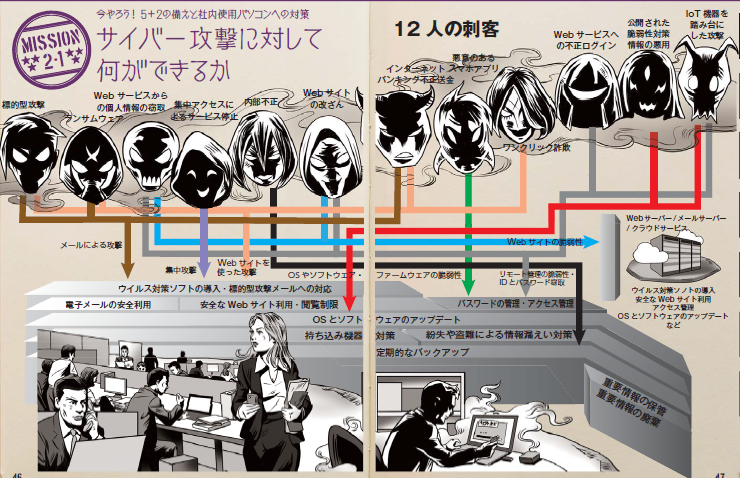 今やろう！ 5+2の備えと社内使用パソコンへの対策
MISSION
2-1
サイバー攻撃に対して
何ができるか
12人の刺客
標的型攻撃
ランサムウェア
Webサービスから
の個人情報の窃取
集中アクセスに
よるサービス停止
内部不正
Webサイト
の改ざん
インターネット
バンキング不正送金
悪意のある
スマホアプリ
ワンクリック詐欺
Webサービスへ
の不正ログイン
公開された
脆弱性対策
情報の悪用
IoT機器を
踏み台に
した攻撃
メールによる攻撃
集中攻撃
Webサイトを
使った攻撃
OSやソフトウェア・ファームウェアの脆弱性
Webサイトの脆弱性
リモート管理の脆弱性・
IDとパスワード窃取
Webサーバー/メールサーバー
/クラウドサービス
ウイルス対策ソフトの導入
安全なWebサイト利用
アクセス管理
OSとソフトウェアのアップデート
など
ウイルス対策ソフトの導入・標的型攻撃メールへの対応
電子メールの安全利用
安全なWebサイト利用・閲覧制限
パスワードの管理・アクセス管理
OSとソフトウェアのアップデート
持ち込み機器対策
紛失や盗難による情報漏えい対策
定期的なバックアップ
重要情報の保管
重要情報の廃棄
46
47